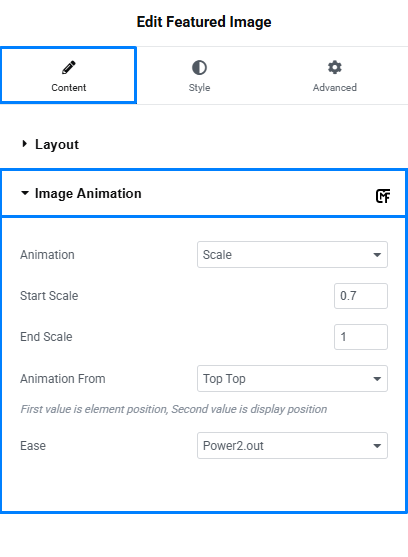 Edit Featured Image
Content Style Advanced
Layout
Image Animation
Animation Scale
Start Scale 0.7
End Scale 1
Animation From Top Top
First value is element position, Second value is display position
Ease Power2.out